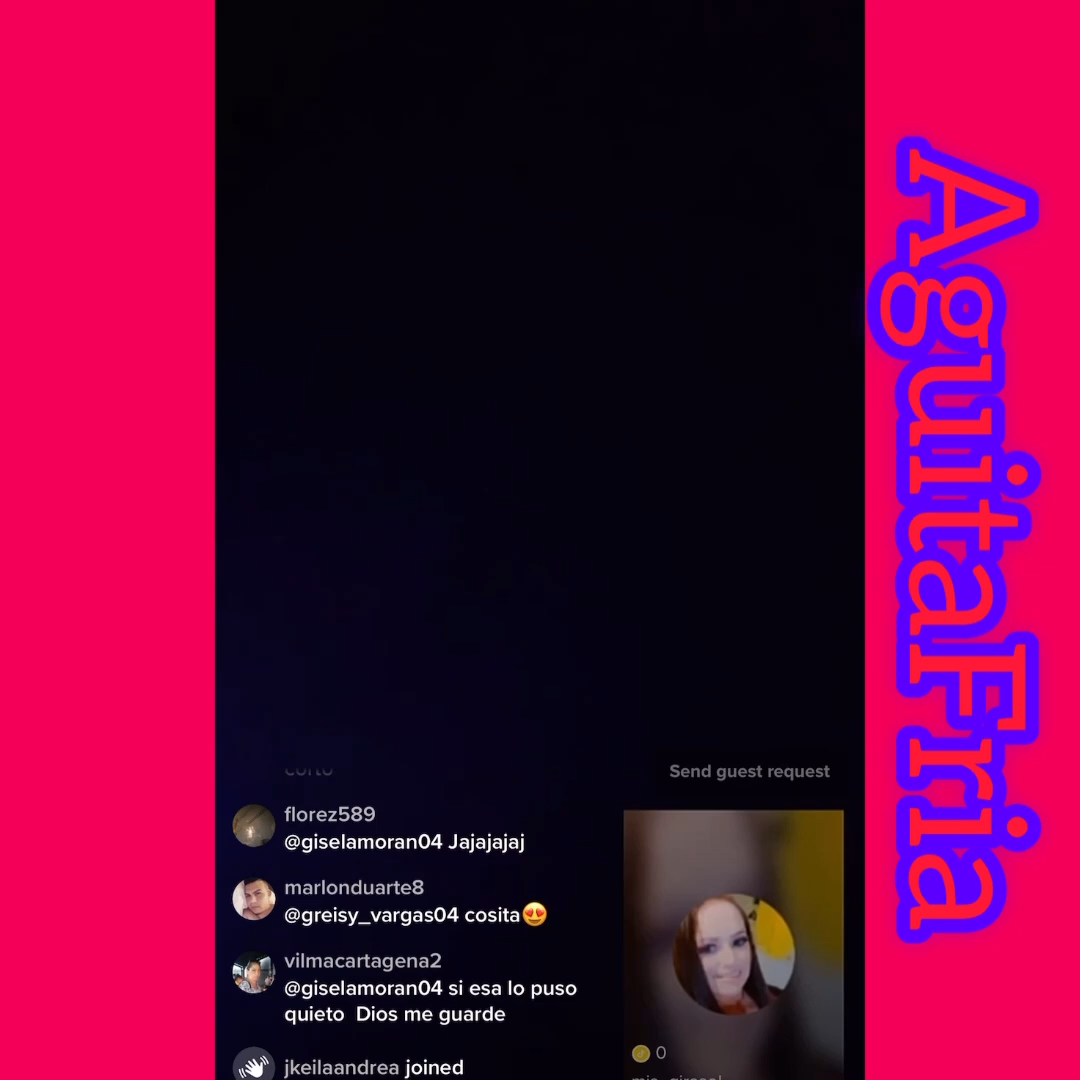 AguitaFria
corto
Send guest request
florez589
@giselamoran04 Jajajajaj
marlonduarte8
@greisy_vargas04 cosita😍
vilmacartagena2
@giselamoran04 si esa lo puso
quieto Dios me guarde
jkeilaandrea joined
0